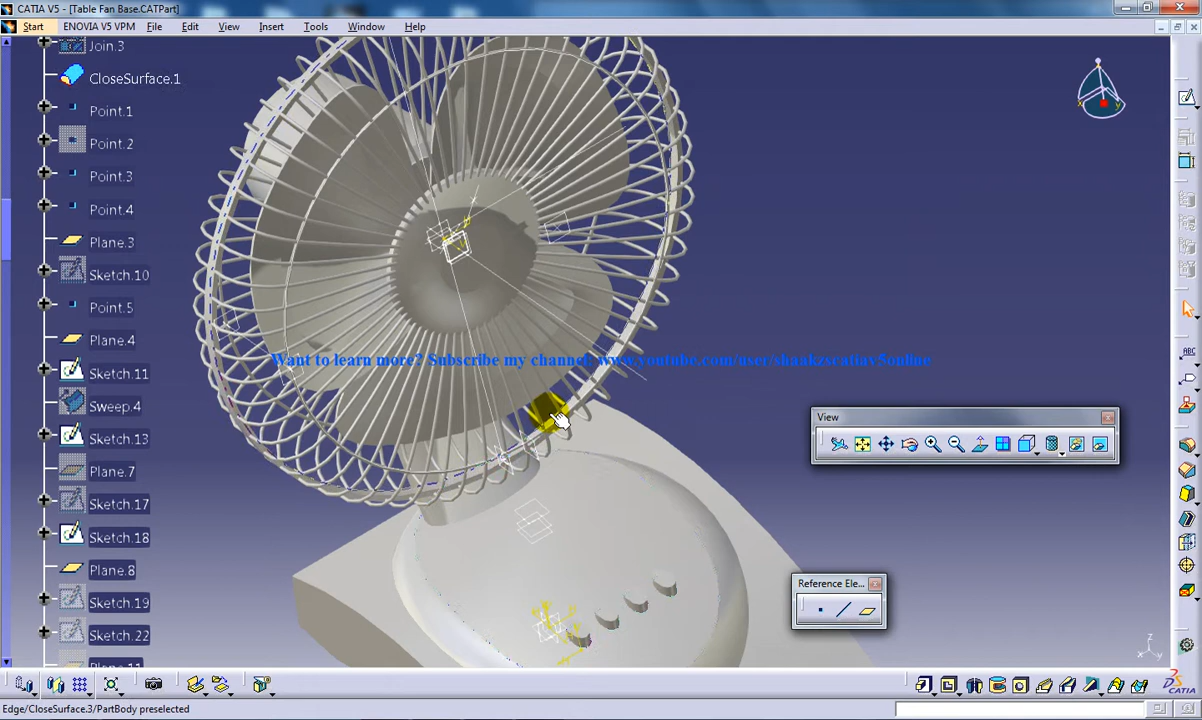 CATIA V5 - [Table Fan Base.CATPart]
Start ENOVIA V5 VPM File Edit View Insert Tools Window Help
Join.3
CloseSurface.1
Point.1
Point.2
Point.3
Point.4
Plane.3
Sketch.10
Point.5
Plane.4
Sketch.11
Sweep.4
Sketch.13
Plane.7
Sketch.17
Sketch.18
Plane.8
Sketch.19
Sketch.22
Plane.11
Want to learn more? Subscribe my channel: www.youtube.com/user/shaakzscatiav5online
View
Reference Ele...
z
x y
CATIA
Edge/CloseSurface.3/PartBody preselected